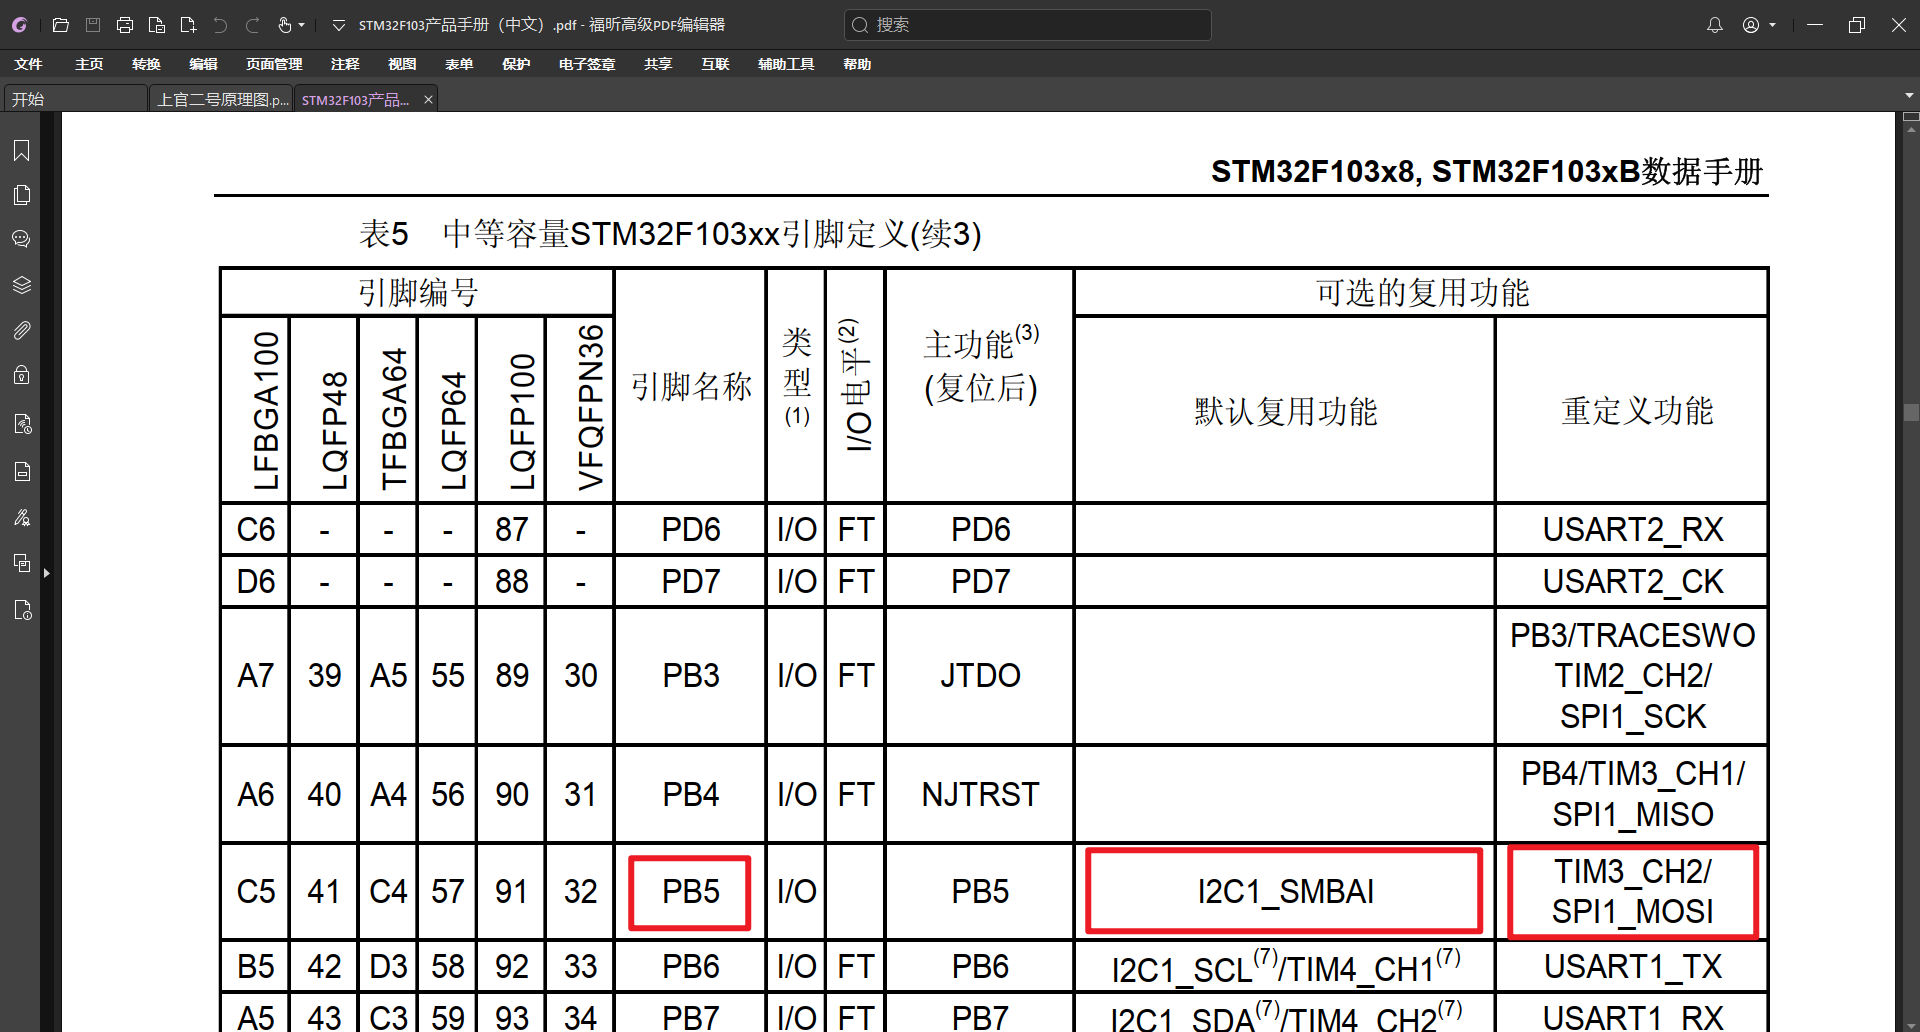 STM32F103产品手册（中文）.pdf - 福昕高级PDF编辑器
搜索
文件 主页 转换 编辑 页面管理 注释 视图 表单 保护 电子签章 共享 互联 辅助工具 帮助
开始 上官二号原理图.p... STM32F103产品...
STM32F103x8, STM32F103xB数据手册
表5 中等容量STM32F103xx引脚定义(续3)
引脚编号 引脚名称 类型(1) I/O电平(2) 主功能(3) (复位后) 可选的复用功能
LFBGA100 LQFP48 TFBGA64 LQFP64 LQFP100 VFQFPN36 默认复用功能 重定义功能
C6 - - - 87 - PD6 I/O FT PD6 USART2_RX
D6 - - - 88 - PD7 I/O FT PD7 USART2_CK
A7 39 A5 55 89 30 PB3 I/O FT JTDO PB3/TRACESWO
TIM2_CH2/
SPI1_SCK
A6 40 A4 56 90 31 PB4 I/O FT NJTRST PB4/TIM3_CH1/
SPI1_MISO
C5 41 C4 57 91 32 PB5 I/O PB5 I2C1_SMBAI TIM3_CH2/
SPI1_MOSI
B5 42 D3 58 92 33 PB6 I/O FT PB6 I2C1_SCL(7)/TIM4_CH1(7) USART1_TX
A5 43 C3 59 93 34 PB7 I/O FT PB7 I2C1_SDA(7)/TIM4_CH2(7) USART1_RX